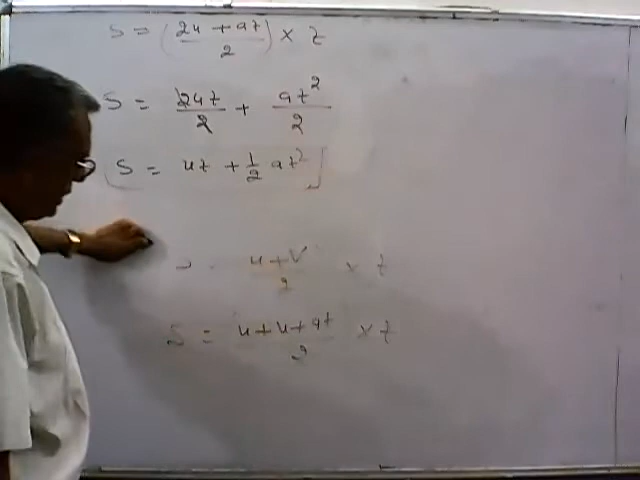 S = (2u + at / 2) × t
S = 2ut / 2 + at² / 2
S = ut + 1/2 at²
u + v / 2 × t
S = u + u + at / 2 × t